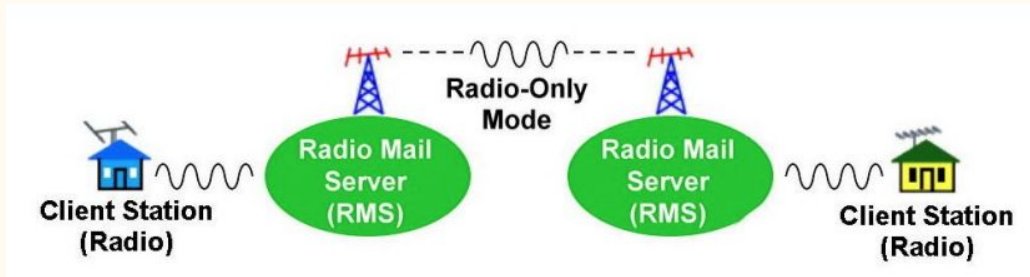 Radio-Only
Mode
Radio Mail
Server
(RMS)
Radio Mail
Server
(RMS)
Client Station
(Radio)
Client Station
(Radio)